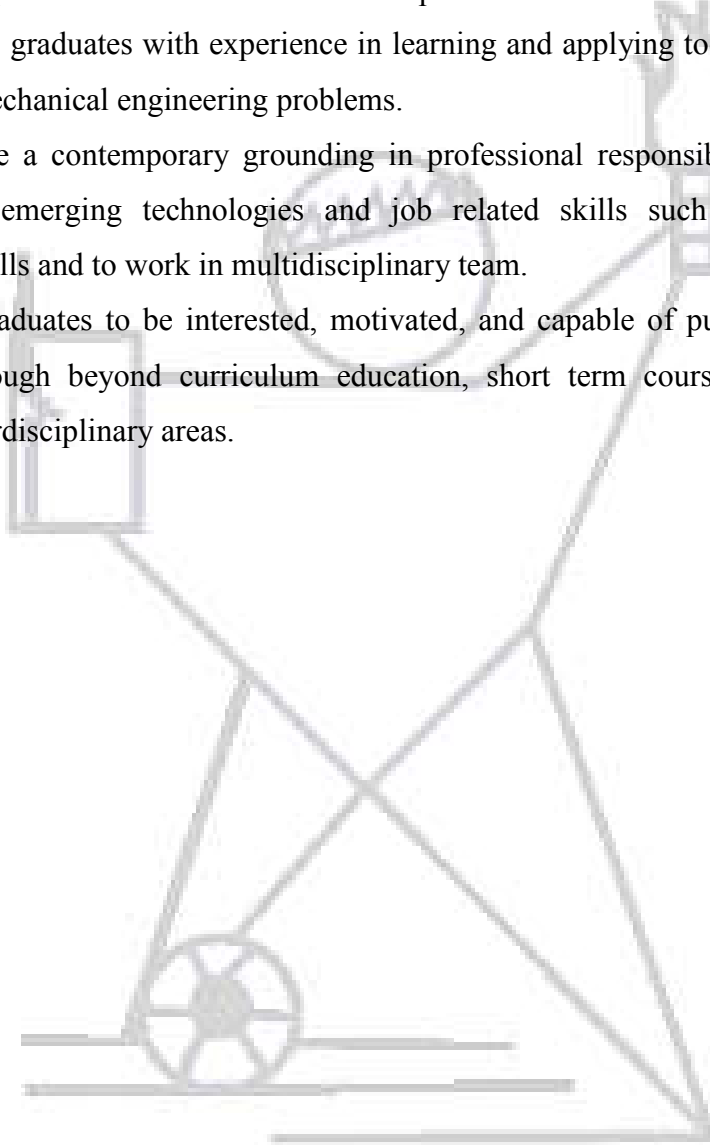 graduates with experience in learning and applying to
echanical engineering problems.
e a contemporary grounding in professional responsib
emerging technologies and job related skills such
lls and to work in multidisciplinary team.
aduates to be interested, motivated, and capable of pu
ough beyond curriculum education, short term cours
rdisciplinary areas.